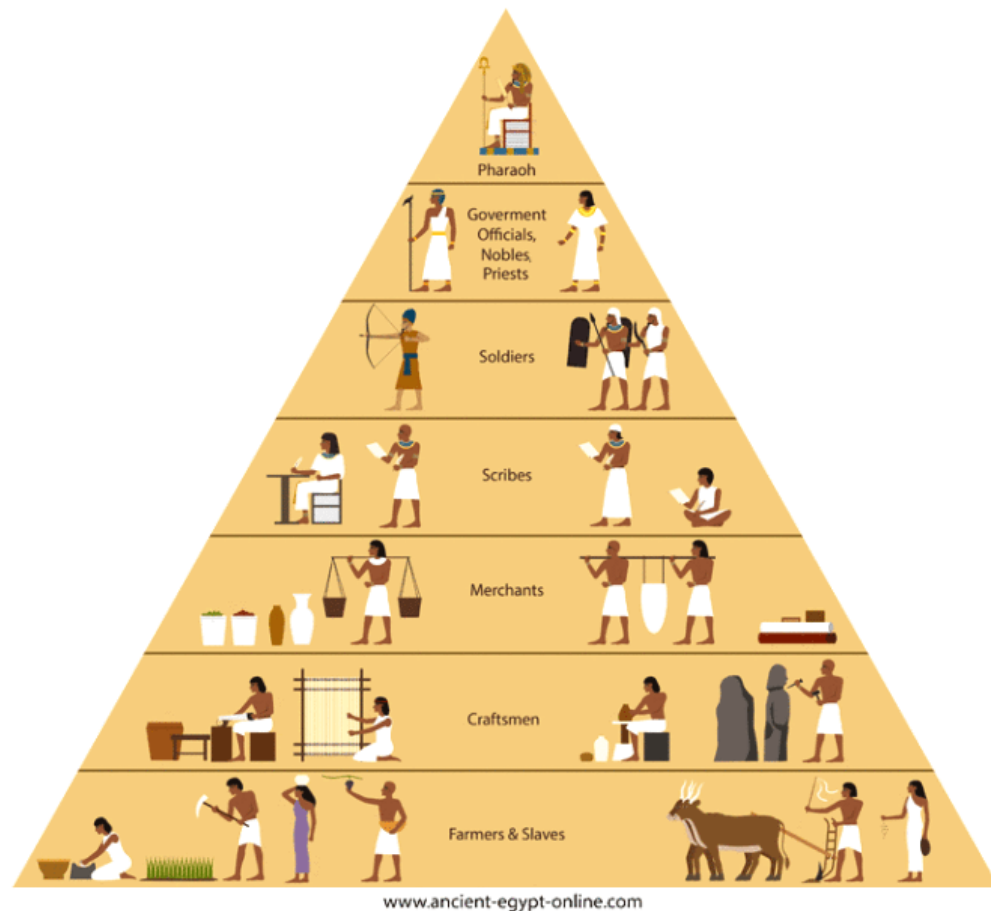 Pharaoh
Goverment
Officials,
Nobles,
Priests
Soldiers
Scribes
Merchants
Craftsmen
Farmers & Slaves
www.ancient-egypt-online.com